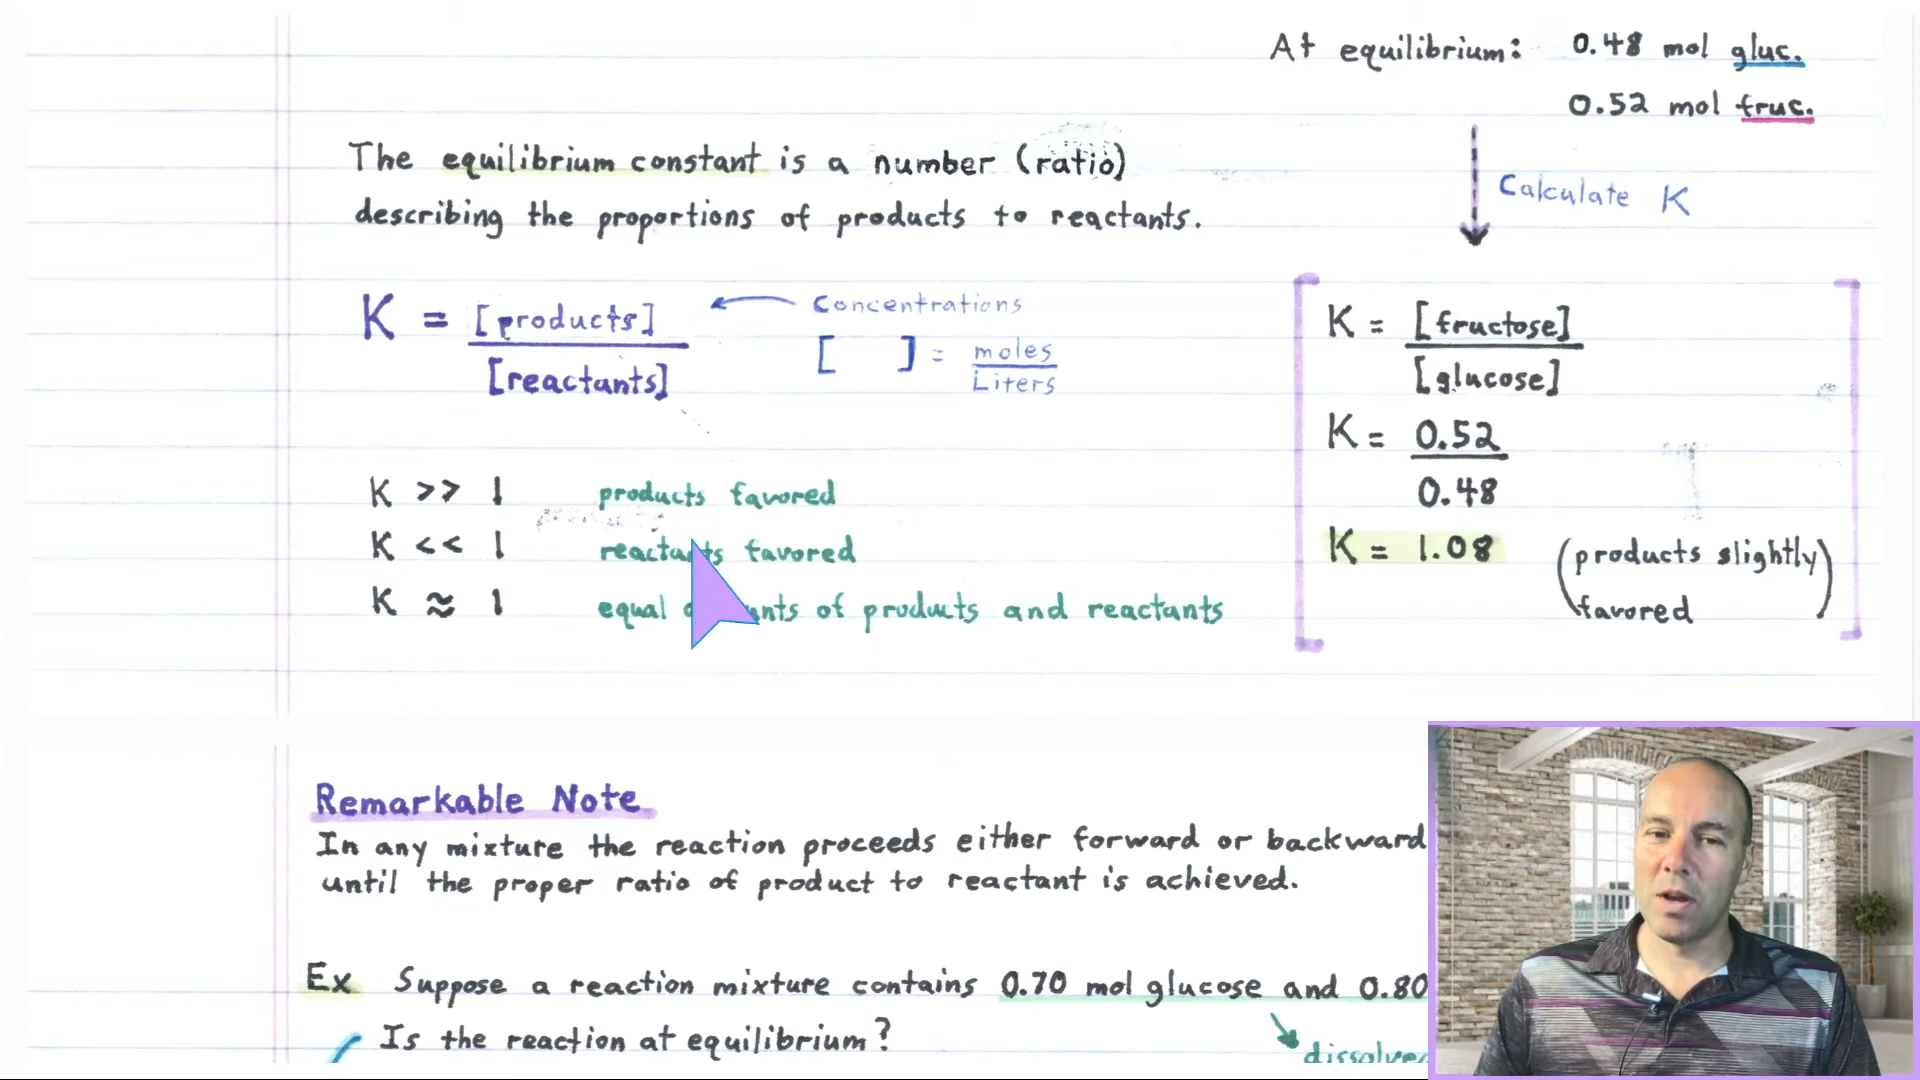 At equilibrium: 0.48 mol gluc.
0.52 mol fruc.
The equilibrium constant is a number (ratio)
describing the proportions of products to reactants.
Calculate K
K = [products]
[reactants]
Concentrations
[ ] = moles
Liters
K = [fructose]
[glucose]
K = 0.52
0.48
K = 1.08 (products slightly
favored)
K >> 1 products favored
K << 1 reactants favored
K ≈ 1 equal of products and reactants
Remarkable Note
In any mixture the reaction proceeds either forward or backward
until the proper ratio of product to reactant is achieved.
Ex Suppose a reaction mixture contains 0.70 mol glucose and 0.80
Is the reaction at equilibrium?